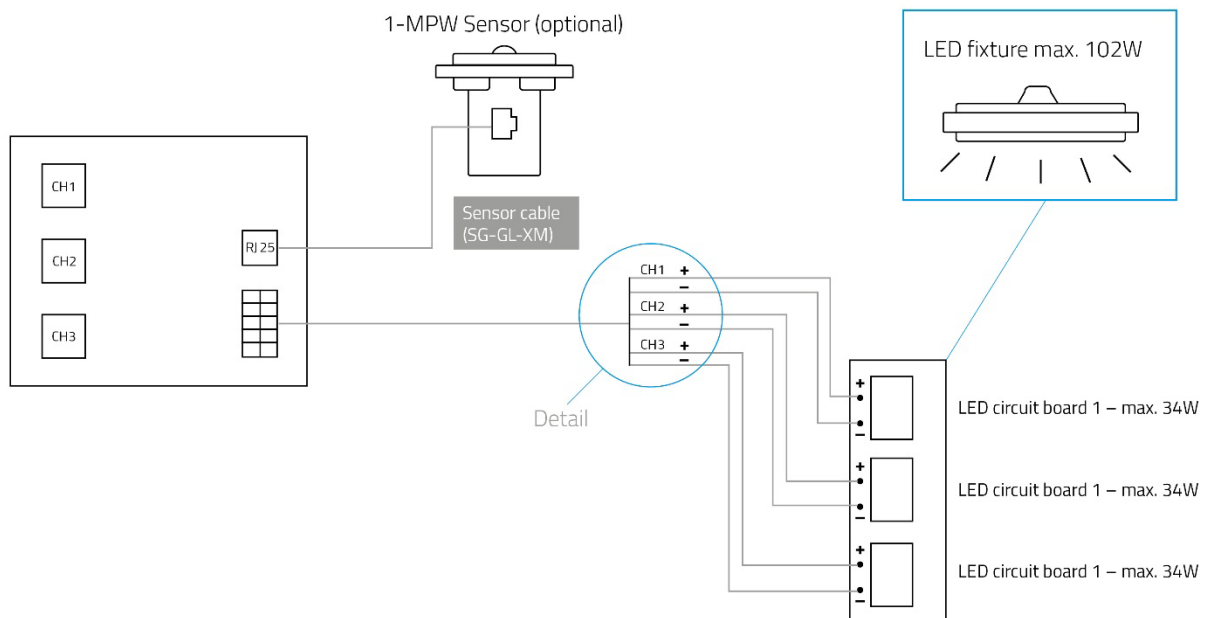 1-MPW Sensor (optional)
LED fixture max. 102W
CH1
CH2
CH3
RJ25
Sensor cable
(SG-GL-XM)
CH1 +
−
CH2 +
−
CH3 +
−
Detail
+
−
LED circuit board 1 – max. 34W
+
−
LED circuit board 1 – max. 34W
+
−
LED circuit board 1 – max. 34W